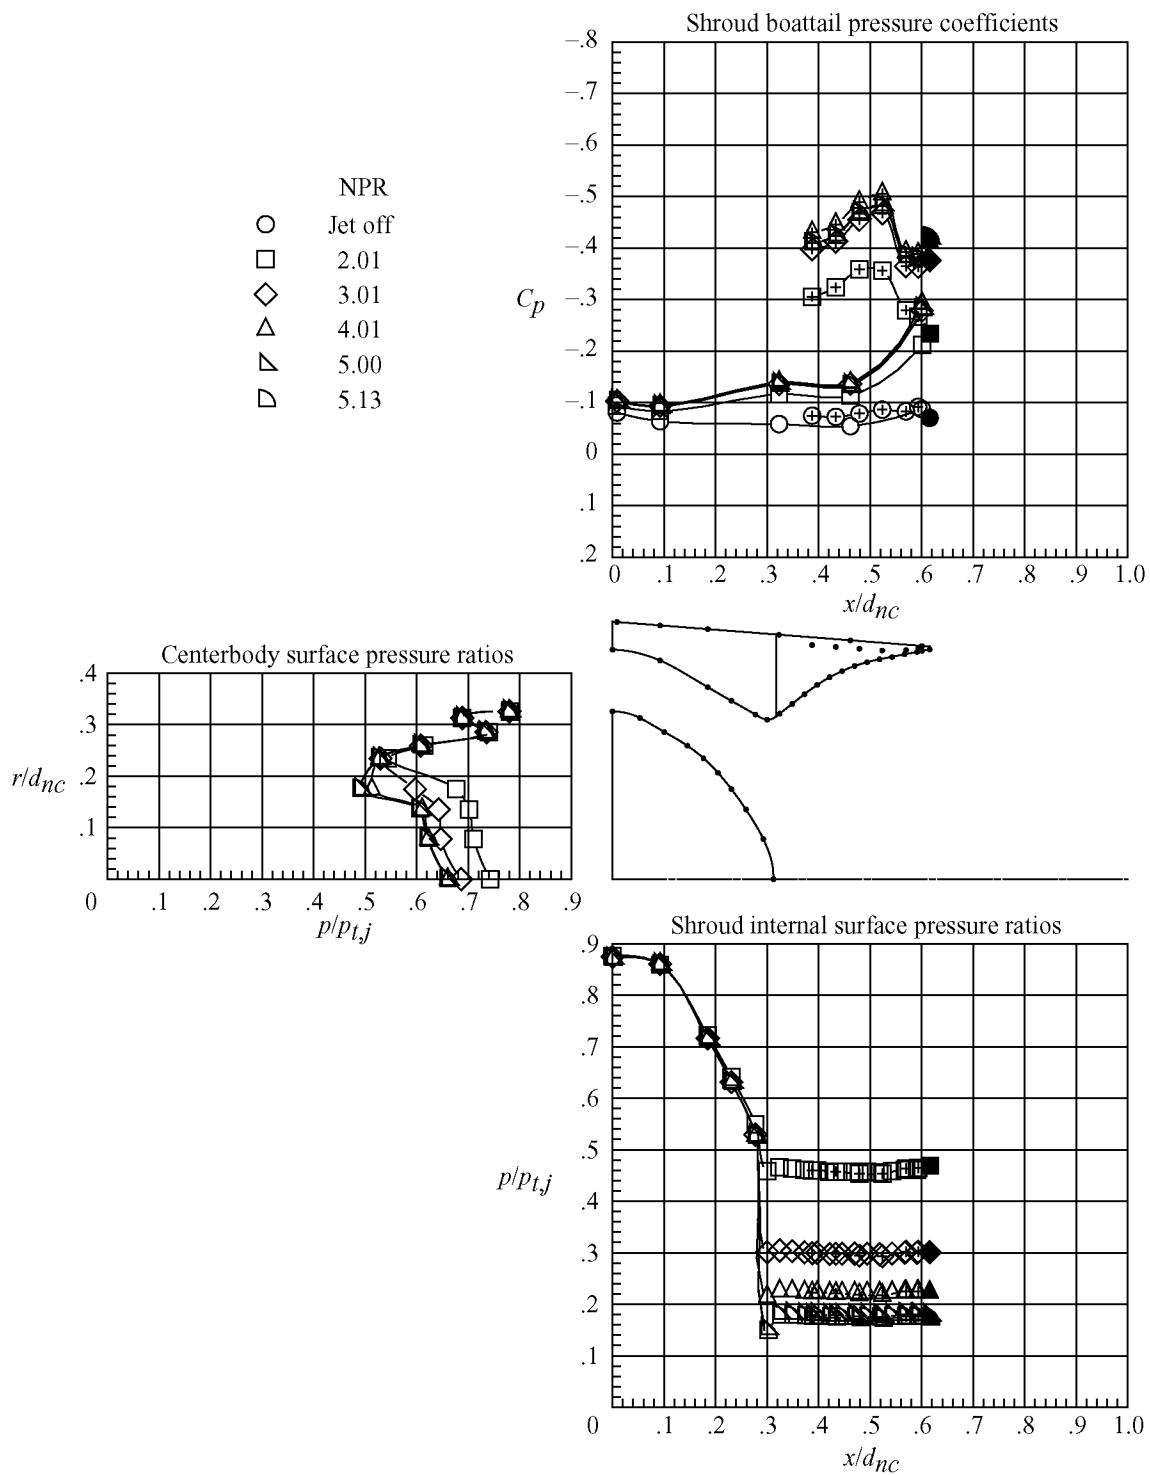 Shroud boattail pressure coefficients
–.8
–.7
–.6
–.5
–.4
–.3
–.2
–.1
0
.1
.2
C_p
0 .1 .2 .3 .4 .5 .6 .7 .8 .9 1.0
x/d_nc
NPR
Jet off
2.01
3.01
4.01
5.00
5.13
Centerbody surface pressure ratios
.4
.3
.2
.1
r/d_nc
0 .1 .2 .3 .4 .5 .6 .7 .8 .9
p/p_t,j
Shroud internal surface pressure ratios
.9
.8
.7
.6
.5
.4
.3
.2
.1
p/p_t,j
0 .1 .2 .3 .4 .5 .6 .7 .8 .9 1.0
x/d_nc